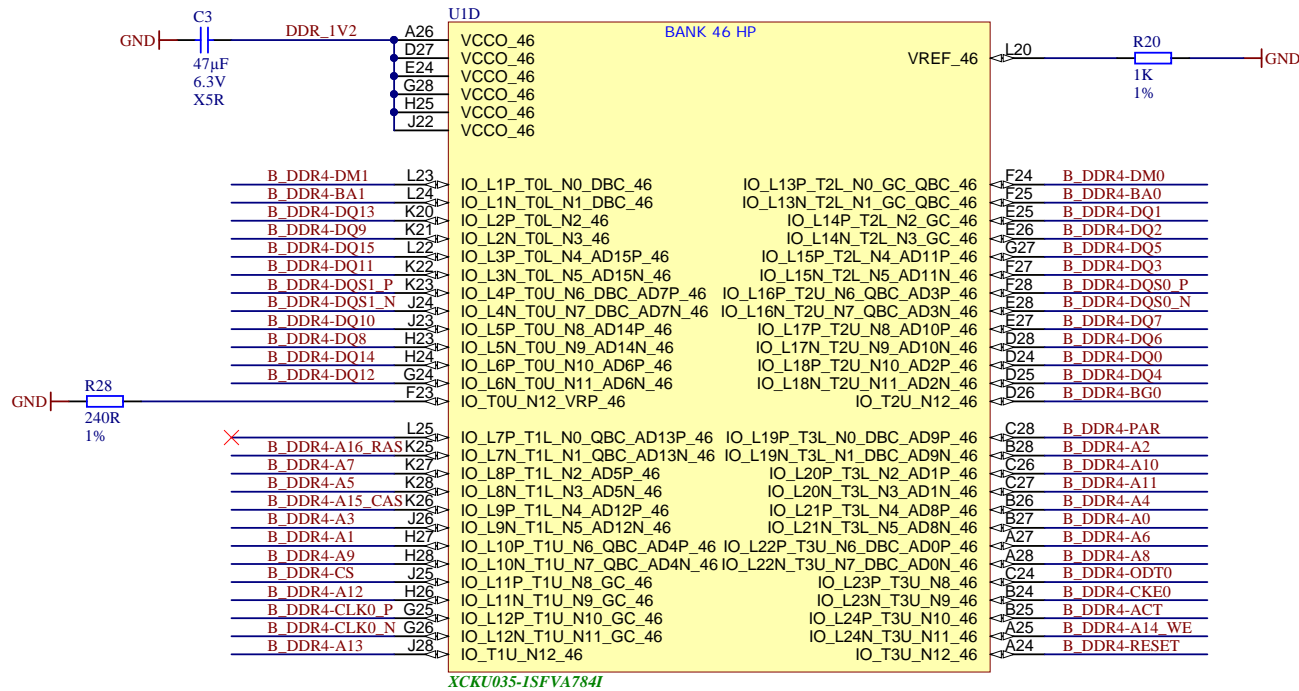 U1D
BANK 46 HP
C3
GND
DDR_1V2
47µF
6.3V
X5R
A26 VCCO_46
D27 VCCO_46
E24 VCCO_46
G28 VCCO_46
H25 VCCO_46
J22 VCCO_46
VREF_46 L20
R20
1K
1%
GND
B_DDR4-DM1 L23 IO_L1P_T0L_N0_DBC_46 IO_L13P_T2L_N0_GC_QBC_46 F24 B_DDR4-DM0
B_DDR4-BA1 L24 IO_L1N_T0L_N1_DBC_46 IO_L13N_T2L_N1_GC_QBC_46 F25 B_DDR4-BA0
B_DDR4-DQ13 K20 IO_L2P_T0L_N2_46 IO_L14P_T2L_N2_GC_46 E25 B_DDR4-DQ1
B_DDR4-DQ9 K21 IO_L2N_T0L_N3_46 IO_L14N_T2L_N3_GC_46 E26 B_DDR4-DQ2
B_DDR4-DQ15 L22 IO_L3P_T0L_N4_AD15P_46 IO_L15P_T2L_N4_AD11P_46 G27 B_DDR4-DQ5
B_DDR4-DQ11 K22 IO_L3N_T0L_N5_AD15N_46 IO_L15N_T2L_N5_AD11N_46 F27 B_DDR4-DQ3
B_DDR4-DQS1_P K23 IO_L4P_T0U_N6_DBC_AD7P_46 IO_L16P_T2U_N6_QBC_AD3P_46 F28 B_DDR4-DQS0_P
B_DDR4-DQS1_N J24 IO_L4N_T0U_N7_DBC_AD7N_46 IO_L16N_T2U_N7_QBC_AD3N_46 E28 B_DDR4-DQS0_N
B_DDR4-DQ10 J23 IO_L5P_T0U_N8_AD14P_46 IO_L17P_T2U_N8_AD10P_46 E27 B_DDR4-DQ7
B_DDR4-DQ8 H23 IO_L5N_T0U_N9_AD14N_46 IO_L17N_T2U_N9_AD10N_46 D28 B_DDR4-DQ6
B_DDR4-DQ14 H24 IO_L6P_T0U_N10_AD6P_46 IO_L18P_T2U_N10_AD2P_46 D24 B_DDR4-DQ0
B_DDR4-DQ12 G24 IO_L6N_T0U_N11_AD6N_46 IO_L18N_T2U_N11_AD2N_46 D25 B_DDR4-DQ4
F23 IO_T0U_N12_VRP_46 IO_T2U_N12_46 D26 B_DDR4-BG0
R28
GND
240R
1%
L25 IO_L7P_T1L_N0_QBC_AD13P_46 IO_L19P_T3L_N0_DBC_AD9P_46 C28 B_DDR4-PAR
B_DDR4-A16_RAS K25 IO_L7N_T1L_N1_QBC_AD13N_46 IO_L19N_T3L_N1_DBC_AD9N_46 B28 B_DDR4-A2
B_DDR4-A7 K27 IO_L8P_T1L_N2_AD5P_46 IO_L20P_T3L_N2_AD1P_46 C26 B_DDR4-A10
B_DDR4-A5 K28 IO_L8N_T1L_N3_AD5N_46 IO_L20N_T3L_N3_AD1N_46 C27 B_DDR4-A11
B_DDR4-A15_CAS K26 IO_L9P_T1L_N4_AD12P_46 IO_L21P_T3L_N4_AD8P_46 B26 B_DDR4-A4
B_DDR4-A3 J26 IO_L9N_T1L_N5_AD12N_46 IO_L21N_T3L_N5_AD8N_46 B27 B_DDR4-A0
B_DDR4-A1 H27 IO_L10P_T1U_N6_QBC_AD4P_46 IO_L22P_T3U_N6_DBC_AD0P_46 A27 B_DDR4-A6
B_DDR4-A9 H28 IO_L10N_T1U_N7_QBC_AD4N_46 IO_L22N_T3U_N7_DBC_AD0N_46 A28 B_DDR4-A8
B_DDR4-CS J25 IO_L11P_T1U_N8_GC_46 IO_L23P_T3U_N8_46 C24 B_DDR4-ODT0
B_DDR4-A12 H26 IO_L11N_T1U_N9_GC_46 IO_L23N_T3U_N9_46 B24 B_DDR4-CKE0
B_DDR4-CLK0_P G25 IO_L12P_T1U_N10_GC_46 IO_L24P_T3U_N10_46 B25 B_DDR4-ACT
B_DDR4-CLK0_N G26 IO_L12N_T1U_N11_GC_46 IO_L24N_T3U_N11_46 A25 B_DDR4-A14_WE
B_DDR4-A13 J28 IO_T1U_N12_46 IO_T3U_N12_46 A24 B_DDR4-RESET
XCKU035-1SFVA784I